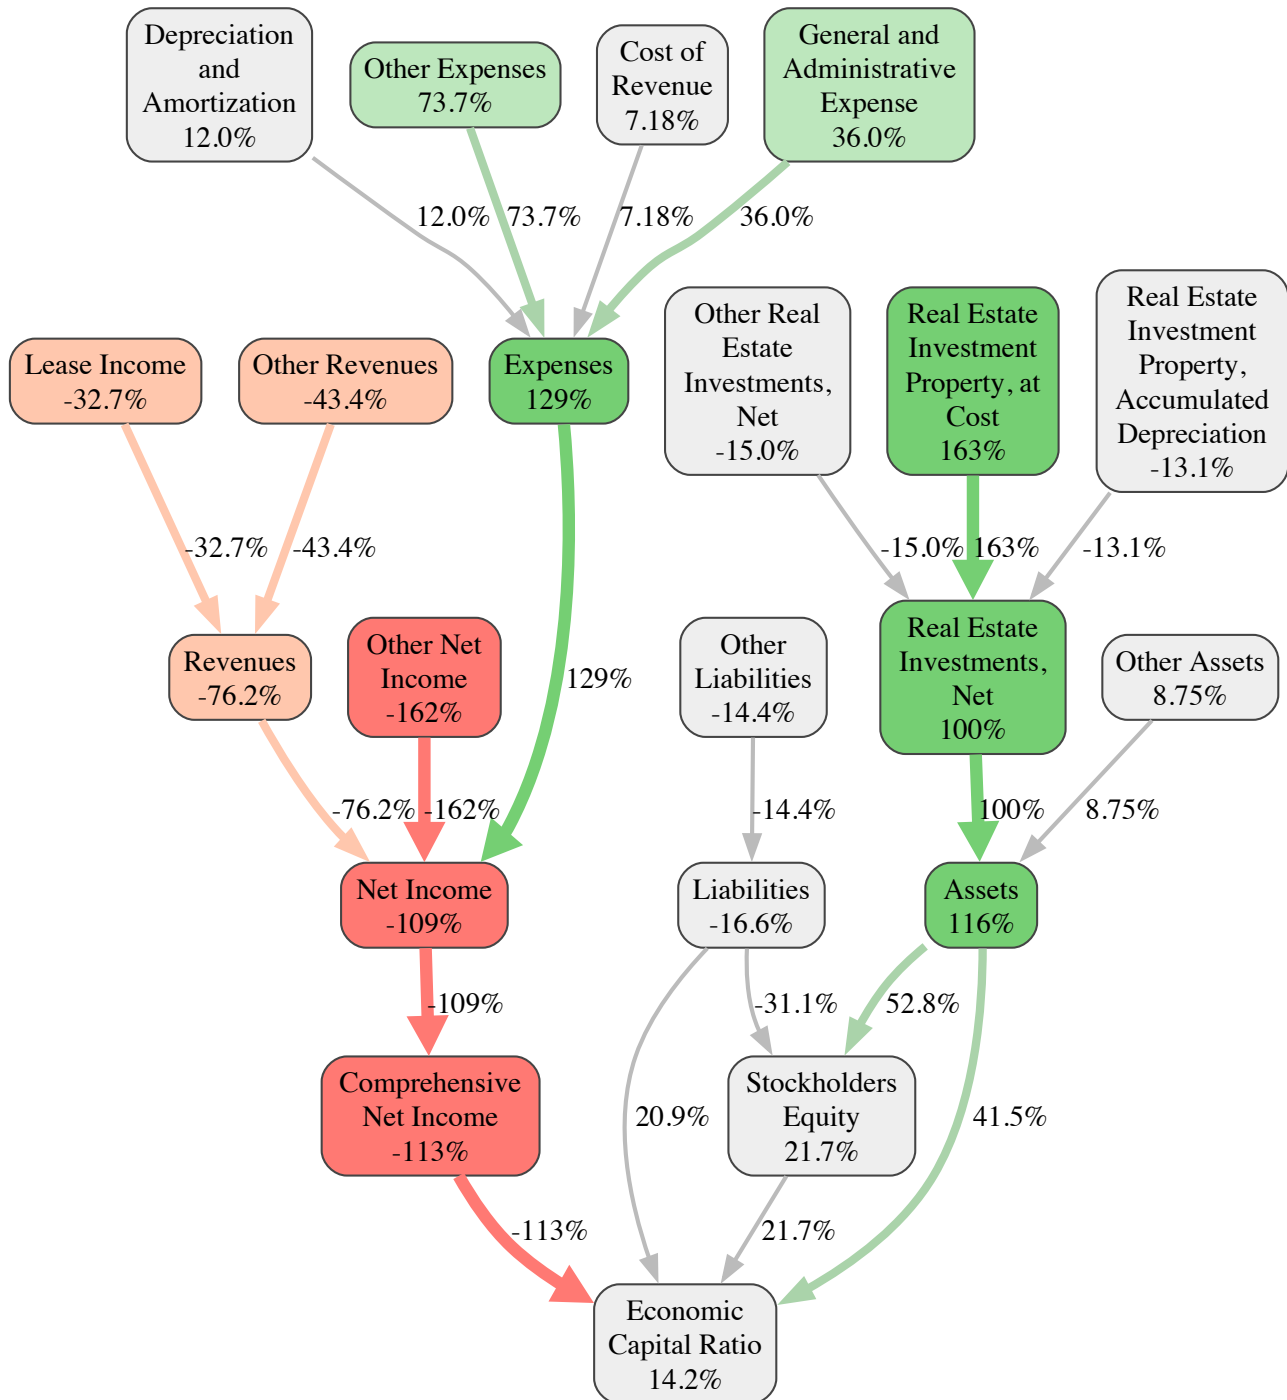 Depreciation
and
Amortization
12.0%
Other Expenses
73.7%
Cost of
Revenue
7.18%
General and
Administrative
Expense
36.0%
12.0%
73.7%
7.18%
36.0%
Lease Income
-32.7%
Other Revenues
-43.4%
Expenses
129%
Other Real
Estate
Investments,
Net
-15.0%
Real Estate
Investment
Property, at
Cost
163%
Real Estate
Investment
Property,
Accumulated
Depreciation
-13.1%
-32.7%
-43.4%
-15.0%
163%
-13.1%
Revenues
-76.2%
Other Net
Income
-162%
129%
Other
Liabilities
-14.4%
Real Estate
Investments,
Net
100%
Other Assets
8.75%
-76.2%
-162%
-14.4%
100%
8.75%
Net Income
-109%
Liabilities
-16.6%
Assets
116%
-109%
-31.1%
52.8%
Comprehensive
Net Income
-113%
20.9%
Stockholders
Equity
21.7%
41.5%
-113%
21.7%
Economic
Capital Ratio
14.2%